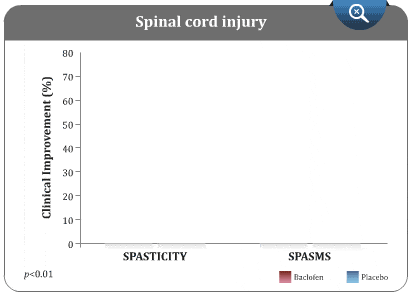 Spinal cord injury
Clinical Improvement (%)
80
70
60
50
40
30
20
10
0
SPASTICITY SPASMS
p<0.01
Baclofen Placebo